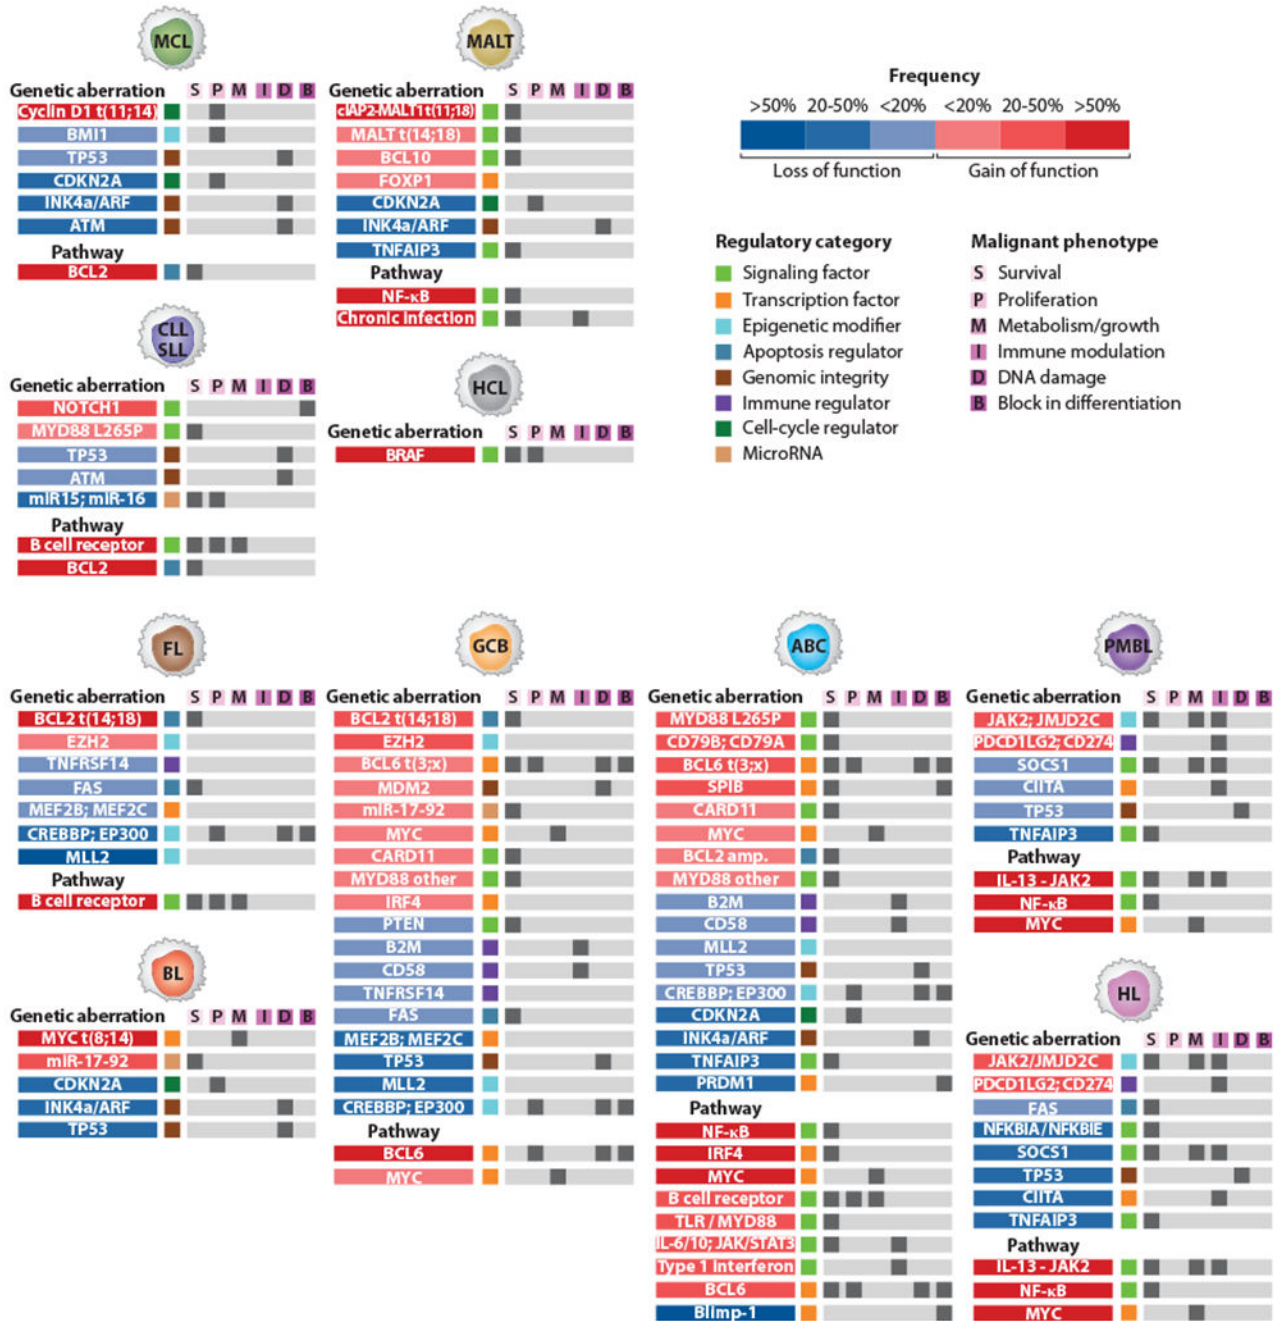 MCL
Genetic aberration S P M I D B
Cyclin D1 t(11;14)
BMI1
TP53
CDKN2A
INK4a/ARF
ATM
Pathway
BCL2
MALT
Genetic aberration S P M I D B
cIAP2-MALT1 t(11;18)
MALT t(14;18)
BCL10
FOXP1
CDKN2A
INK4a/ARF
TNFAIP3
Pathway
NF-κB
Chronic infection
Frequency
>50% 20-50% <20% <20% 20-50% >50%
Loss of function Gain of function
Regulatory category
Signaling factor
Transcription factor
Epigenetic modifier
Apoptosis regulator
Genomic integrity
Immune regulator
Cell-cycle regulator
MicroRNA
Malignant phenotype
S Survival
P Proliferation
M Metabolism/growth
I Immune modulation
D DNA damage
B Block in differentiation
CLL
SLL
Genetic aberration S P M I D B
NOTCH1
MYD88 L265P
TP53
ATM
miR15; miR-16
Pathway
B cell receptor
BCL2
HCL
Genetic aberration S P M I D B
BRAF
FL
Genetic aberration S P M I D B
BCL2 t(14;18)
EZH2
TNFRSF14
FAS
MEF2B; MEF2C
CREBBP; EP300
MLL2
Pathway
B cell receptor
BL
Genetic aberration S P M I D B
MYC t(8;14)
miR-17-92
CDKN2A
INK4a/ARF
TP53
GCB
Genetic aberration S P M I D B
BCL2 t(14;18)
EZH2
BCL6 t(3;x)
MDM2
miR-17-92
MYC
CARD11
MYD88 other
IRF4
PTEN
B2M
CD58
TNFRSF14
FAS
MEF2B; MEF2C
TP53
MLL2
CREBBP; EP300
Pathway
BCL6
MYC
ABC
Genetic aberration S P M I D B
MYD88 L265P
CD79B; CD79A
BCL6 t(3;x)
SPIB
CARD11
MYC
BCL2 amp.
MYD88 other
B2M
CD58
MLL2
TP53
CREBBP; EP300
CDKN2A
INK4a/ARF
TNFAIP3
PRDM1
Pathway
NF-κB
IRF4
MYC
B cell receptor
TLR / MYD88
IL-6/10; JAK/STAT3
Type 1 Interferon
BCL6
Blimp-1
PMBL
Genetic aberration S P M I D B
JAK2; JMJD2C
PDCD1LG2; CD274
SOCS1
CIITA
TP53
TNFAIP3
Pathway
IL-13 - JAK2
NF-κB
MYC
HL
Genetic aberration S P M I D B
JAK2/JMJD2C
PDCD1LG2; CD274
FAS
NFKBIA / NFKBIE
SOCS1
TP53
CIITA
TNFAIP3
Pathway
IL-13 - JAK2
NF-κB
MYC